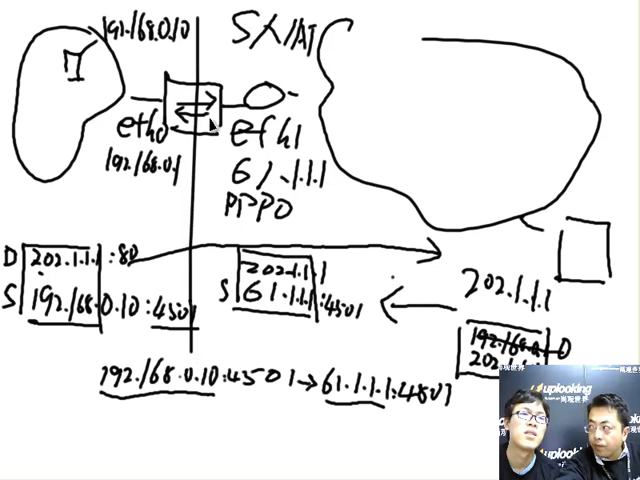 192.168.0.10
SNAT
eth0
eth1
192.168.0.1
61.1.1.1
PPPO
D 202.1.1.1 :80
S 192.168.0.10:4501
202.1.1.1
S 61.1.1.1:4501
202.1.1.1
D
192.168.0.10:4501→61.1.1.1:4501
uplooking
尚观世界
uplooking